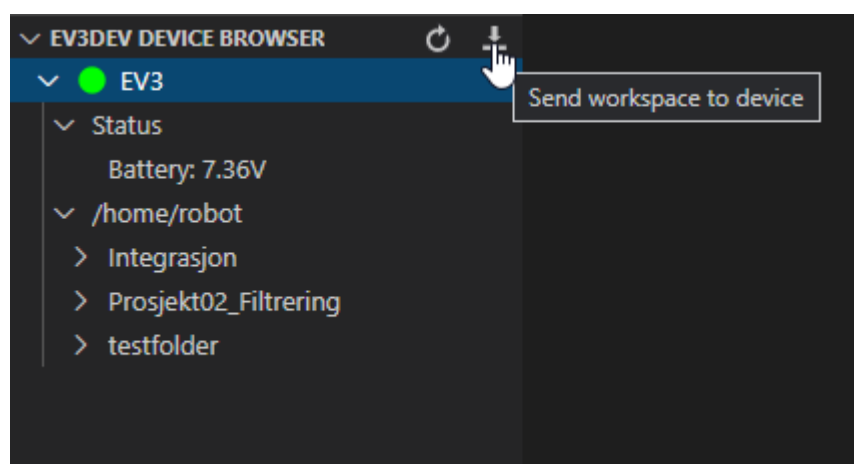 EV3DEV DEVICE BROWSER
EV3
Send workspace to device
Status
Battery: 7.36V
/home/robot
Integrasjon
Prosjekt02_Filtrering
testfolder